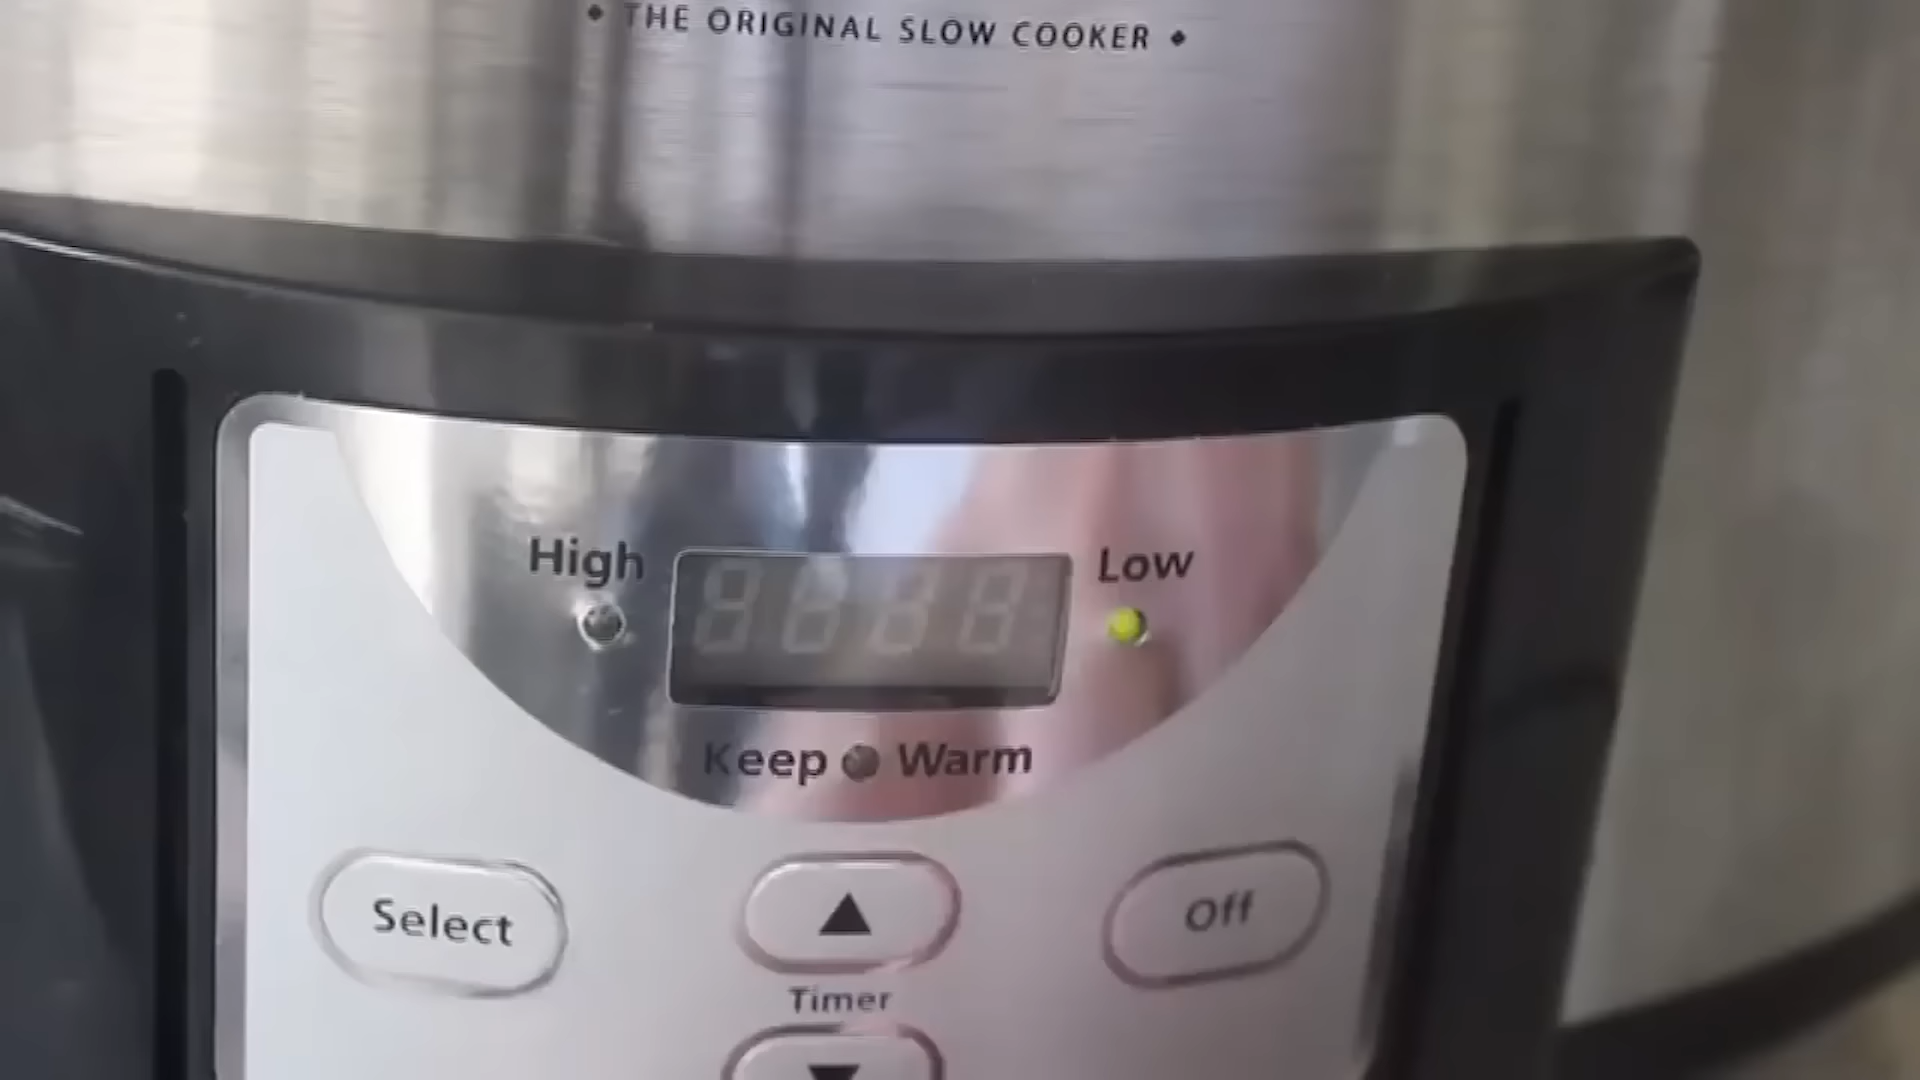 ◆ THE ORIGINAL SLOW COOKER ◆
High
Low
Keep Warm
Select
▲
Off
Timer
▼